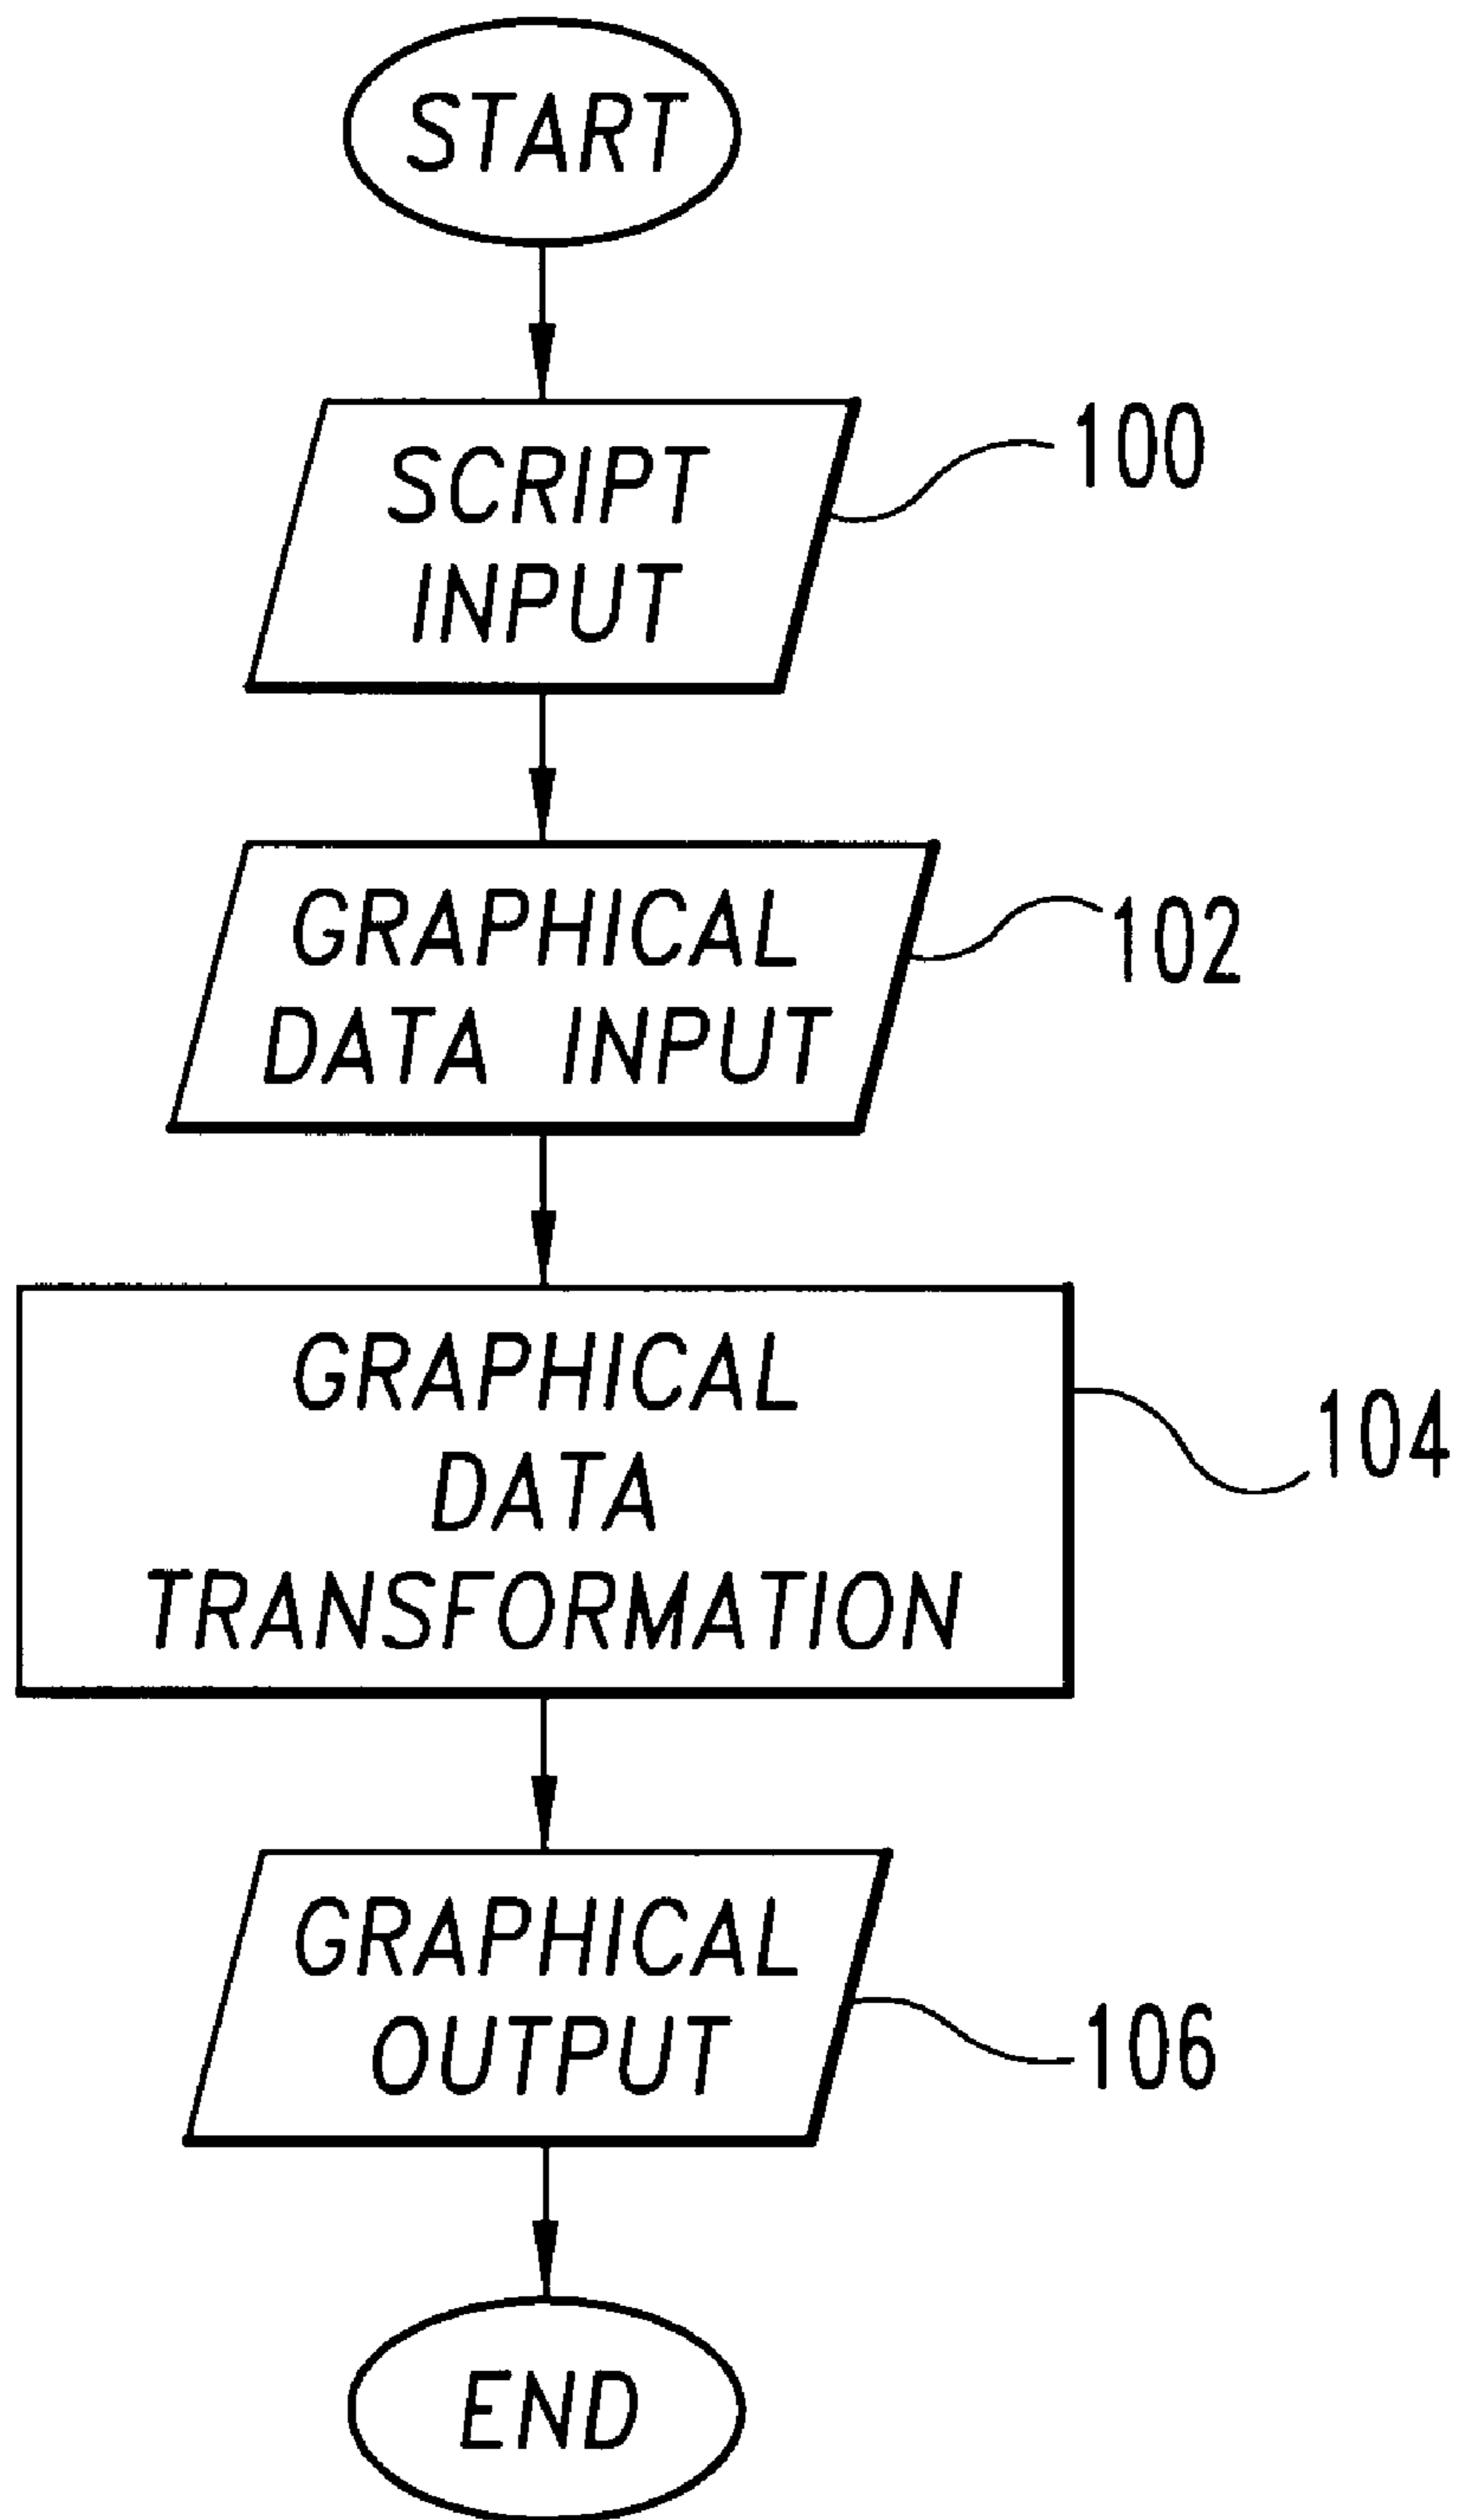 START
SCRIPT
INPUT
100
GRAPHICAL
DATA INPUT
102
GRAPHICAL
DATA
TRANSFORMATION
104
GRAPHICAL
OUTPUT
106
END